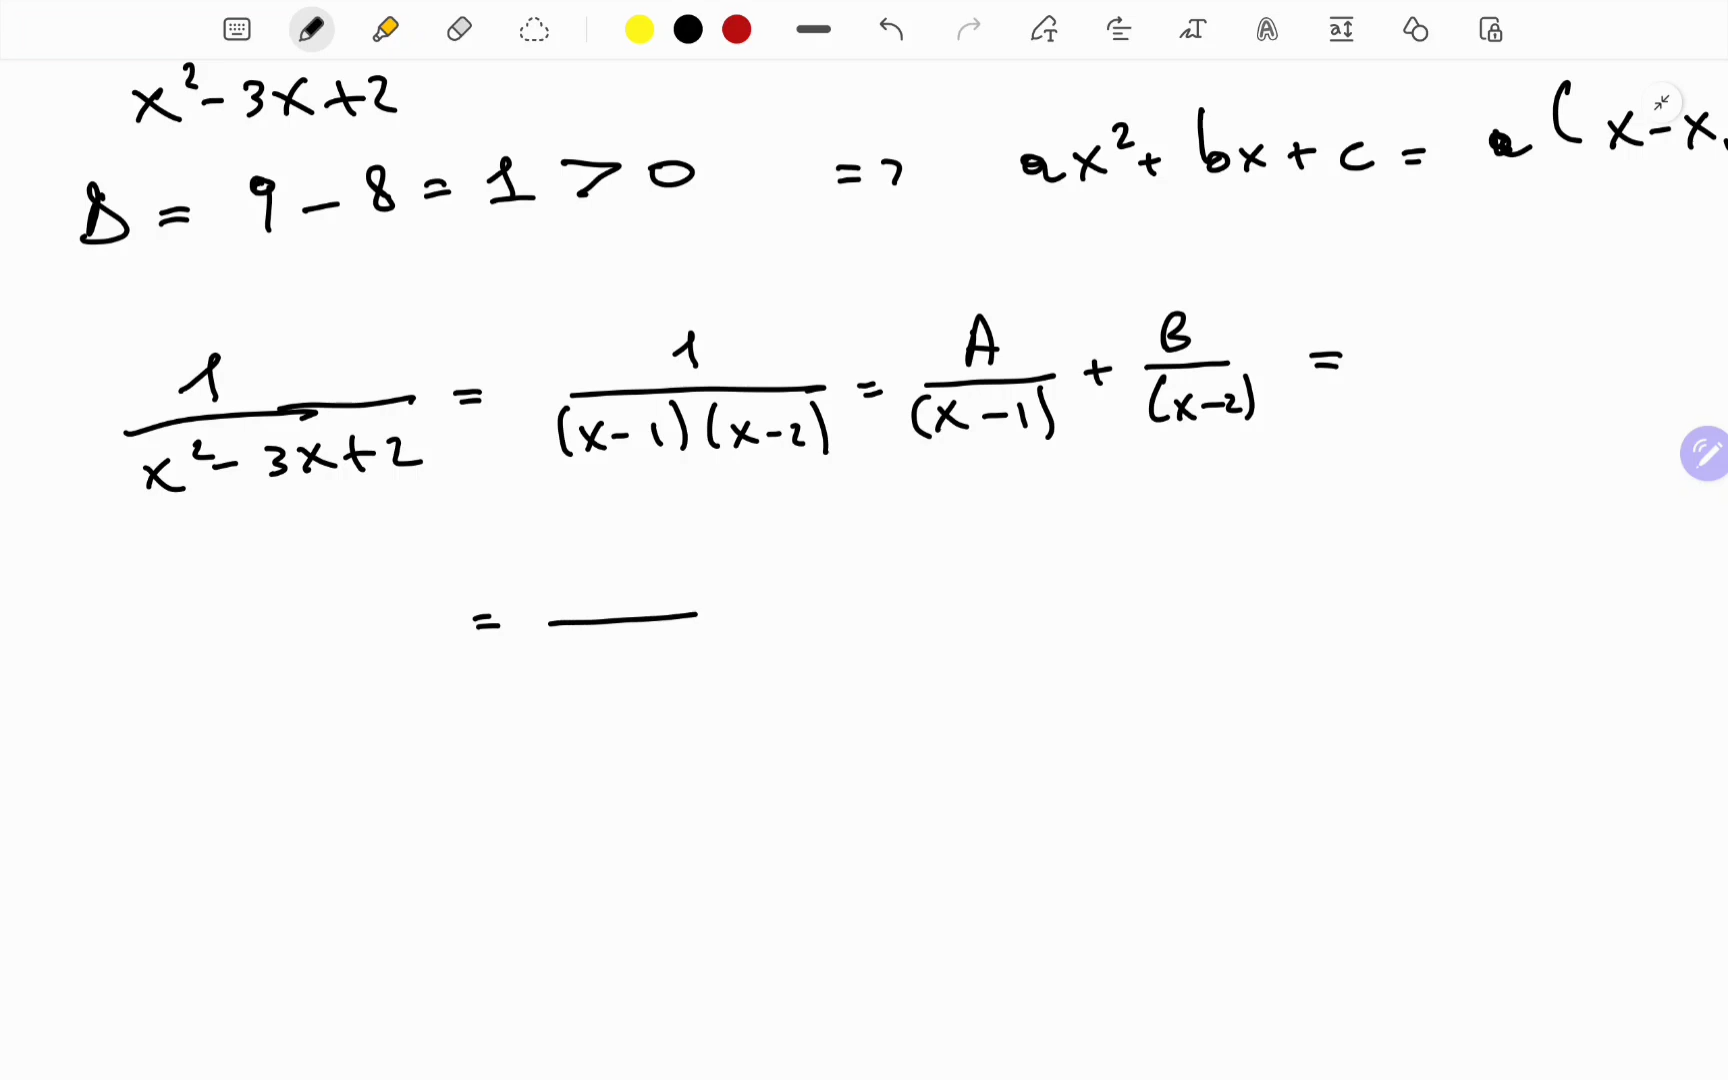 x² - 3x + 2
Δ = 9 - 8 = 1 > 0 => ax² + bx + c = a (x - x
1/(x² - 3x + 2) = 1/((x - 1)(x - 2)) = A/(x - 1) + B/(x - 2) =
=